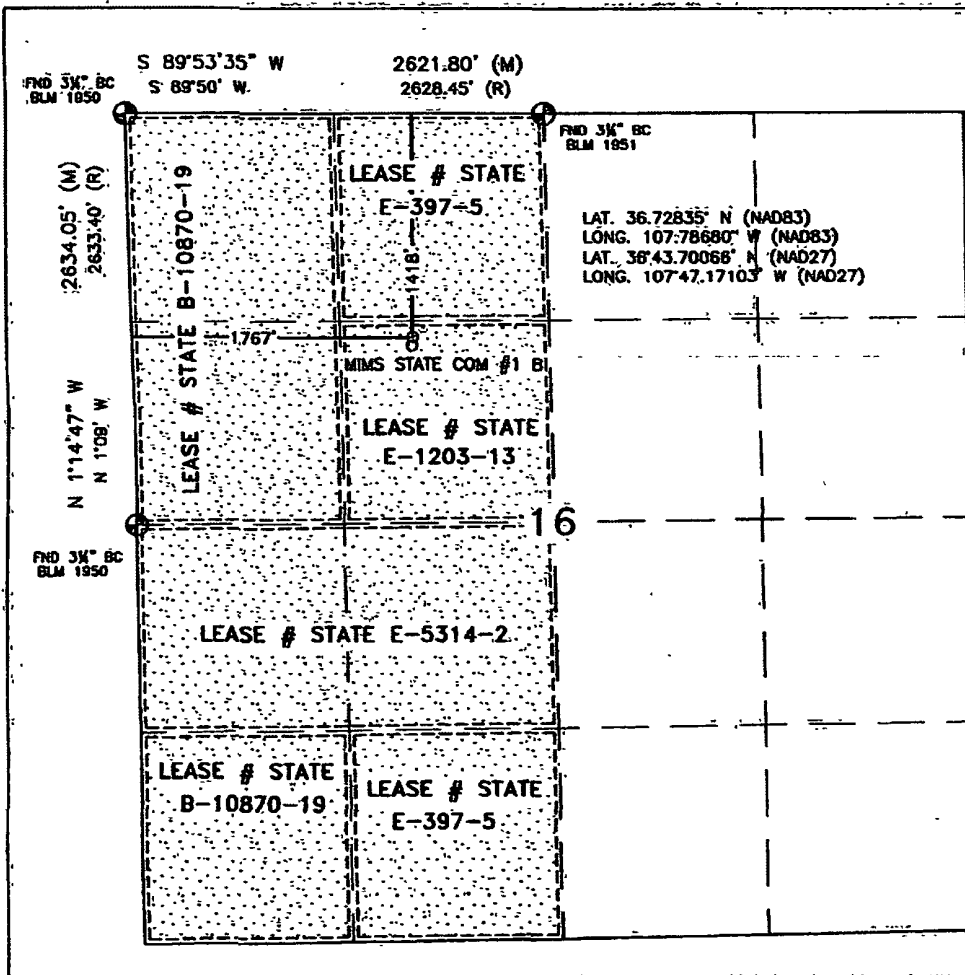 S 89°53'35" W 2621.80' (M)
FND 3¼" BC
BLM 1950
S 89°50' W. 2628.45' (R)
FND 3¼" BC
BLM 1951
2634.05' (M)
2633.40' (R)
LEASE # STATE B-10870-19
LEASE # STATE
E-397-5
1418'
LAT. 36.72835° N (NAD83)
LONG. 107.78680° W (NAD83)
LAT. 36°43.70066' N (NAD27)
LONG. 107°47.17103' W (NAD27)
1767'
MIMS STATE COM #1 B
LEASE # STATE
E-1203-13
N 1°14'47" W
N 1°09' W
16
FND 3¼" BC
BLM 1950
LEASE # STATE E-5314-2
LEASE # STATE
B-10870-19
LEASE # STATE
E-397-5